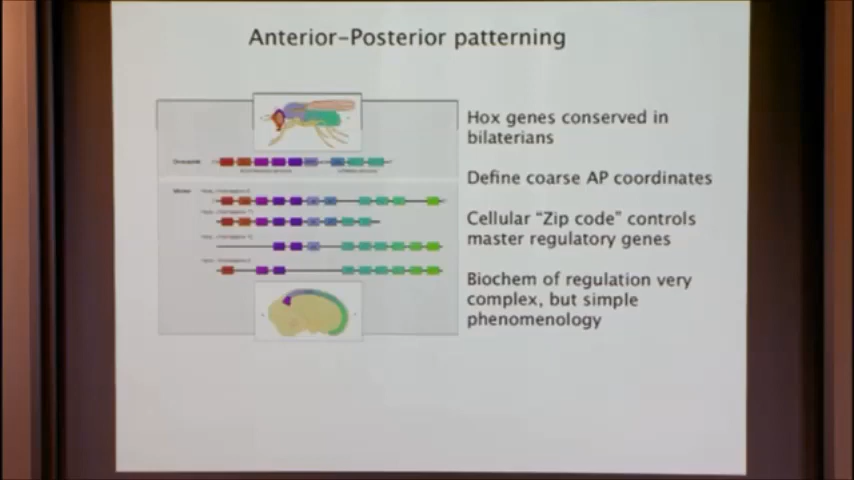 Anterior–Posterior patterning
Hox genes conserved in
bilaterians
Define coarse AP coordinates
Cellular “Zip code” controls
master regulatory genes
Biochem of regulation very
complex, but simple
phenomenology